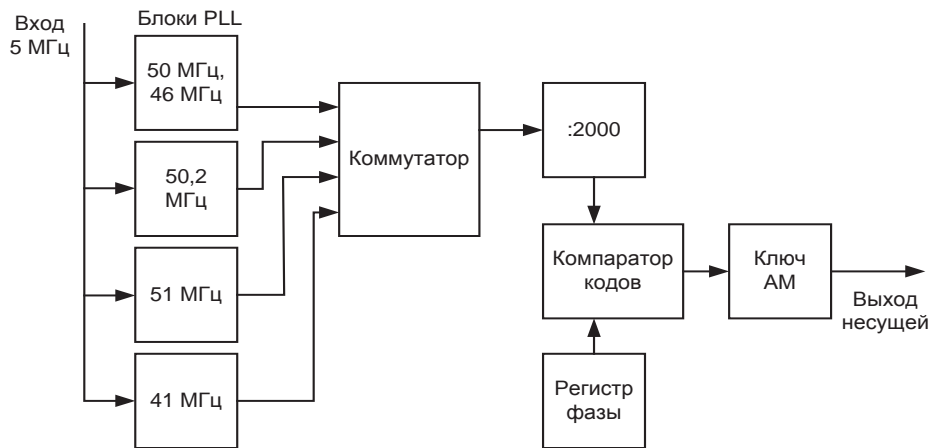 Вход
5 МГц
Блоки PLL
50 МГц,
46 МГц
50,2
МГц
51 МГц
41 МГц
Коммутатор
:2000
Компаратор
кодов
Регистр
фазы
Ключ
АМ
Выход
несущей